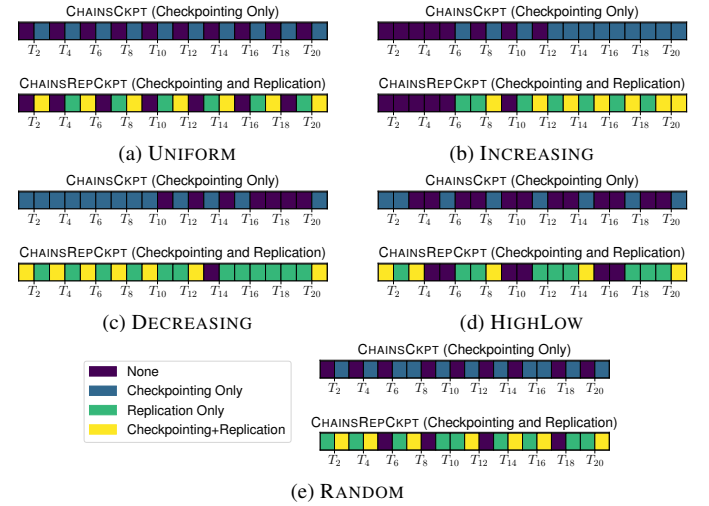 CHAINSCKPT (Checkpointing Only)
T2 T4 T6 T8 T10 T12 T14 T16 T18 T20
CHAINSREPCKPT (Checkpointing and Replication)
T2 T4 T6 T8 T10 T12 T14 T16 T18 T20
(a) UNIFORM
CHAINSCKPT (Checkpointing Only)
T2 T4 T6 T8 T10 T12 T14 T16 T18 T20
CHAINSREPCKPT (Checkpointing and Replication)
T2 T4 T6 T8 T10 T12 T14 T16 T18 T20
(b) INCREASING
CHAINSCKPT (Checkpointing Only)
T2 T4 T6 T8 T10 T12 T14 T16 T18 T20
CHAINSREPCKPT (Checkpointing and Replication)
T2 T4 T6 T8 T10 T12 T14 T16 T18 T20
(c) DECREASING
CHAINSCKPT (Checkpointing Only)
T2 T4 T6 T8 T10 T12 T14 T16 T18 T20
CHAINSREPCKPT (Checkpointing and Replication)
T2 T4 T6 T8 T10 T12 T14 T16 T18 T20
(d) HIGHLOW
None
Checkpointing Only
Replication Only
Checkpointing+Replication
CHAINSCKPT (Checkpointing Only)
T2 T4 T6 T8 T10 T12 T14 T16 T18 T20
CHAINSREPCKPT (Checkpointing and Replication)
T2 T4 T6 T8 T10 T12 T14 T16 T18 T20
(e) RANDOM